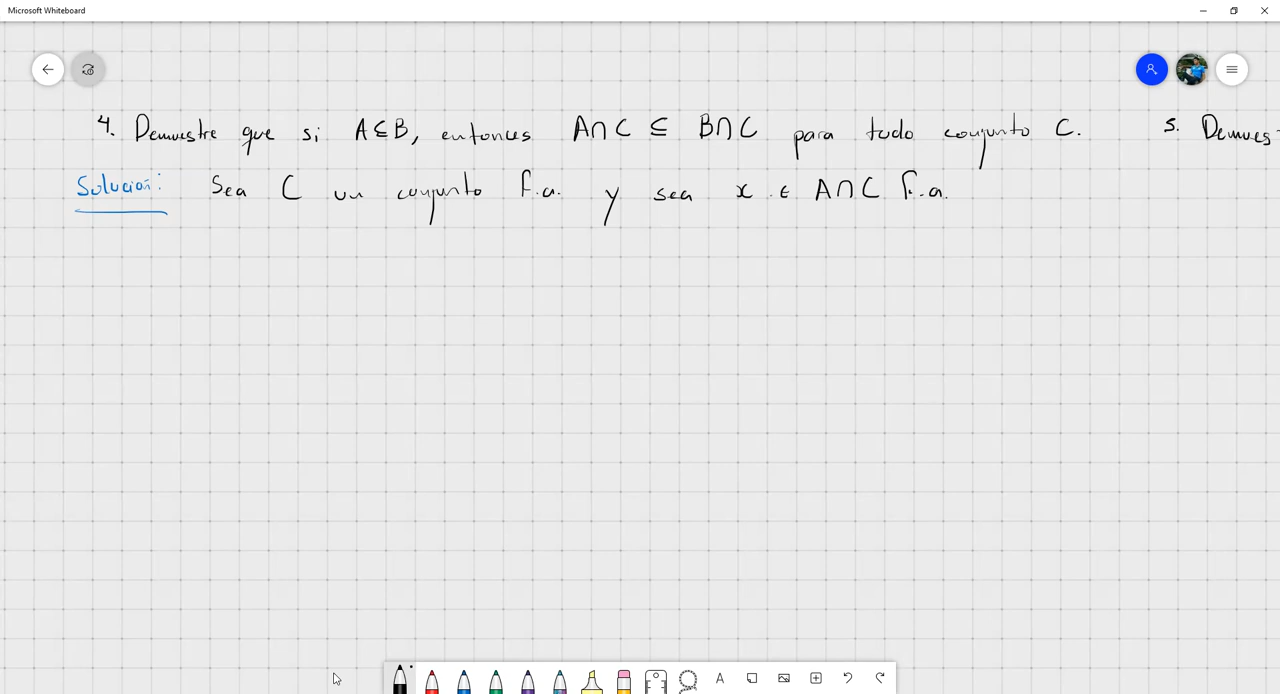 Microsoft Whiteboard
4. Demuestre que si A⊆B, entonces A∩C ⊆ B∩C para todo conjunto C.
5. Demues-
Solución: Sea C un conjunto f.a. y sea x ∈ A∩C f.a.
A